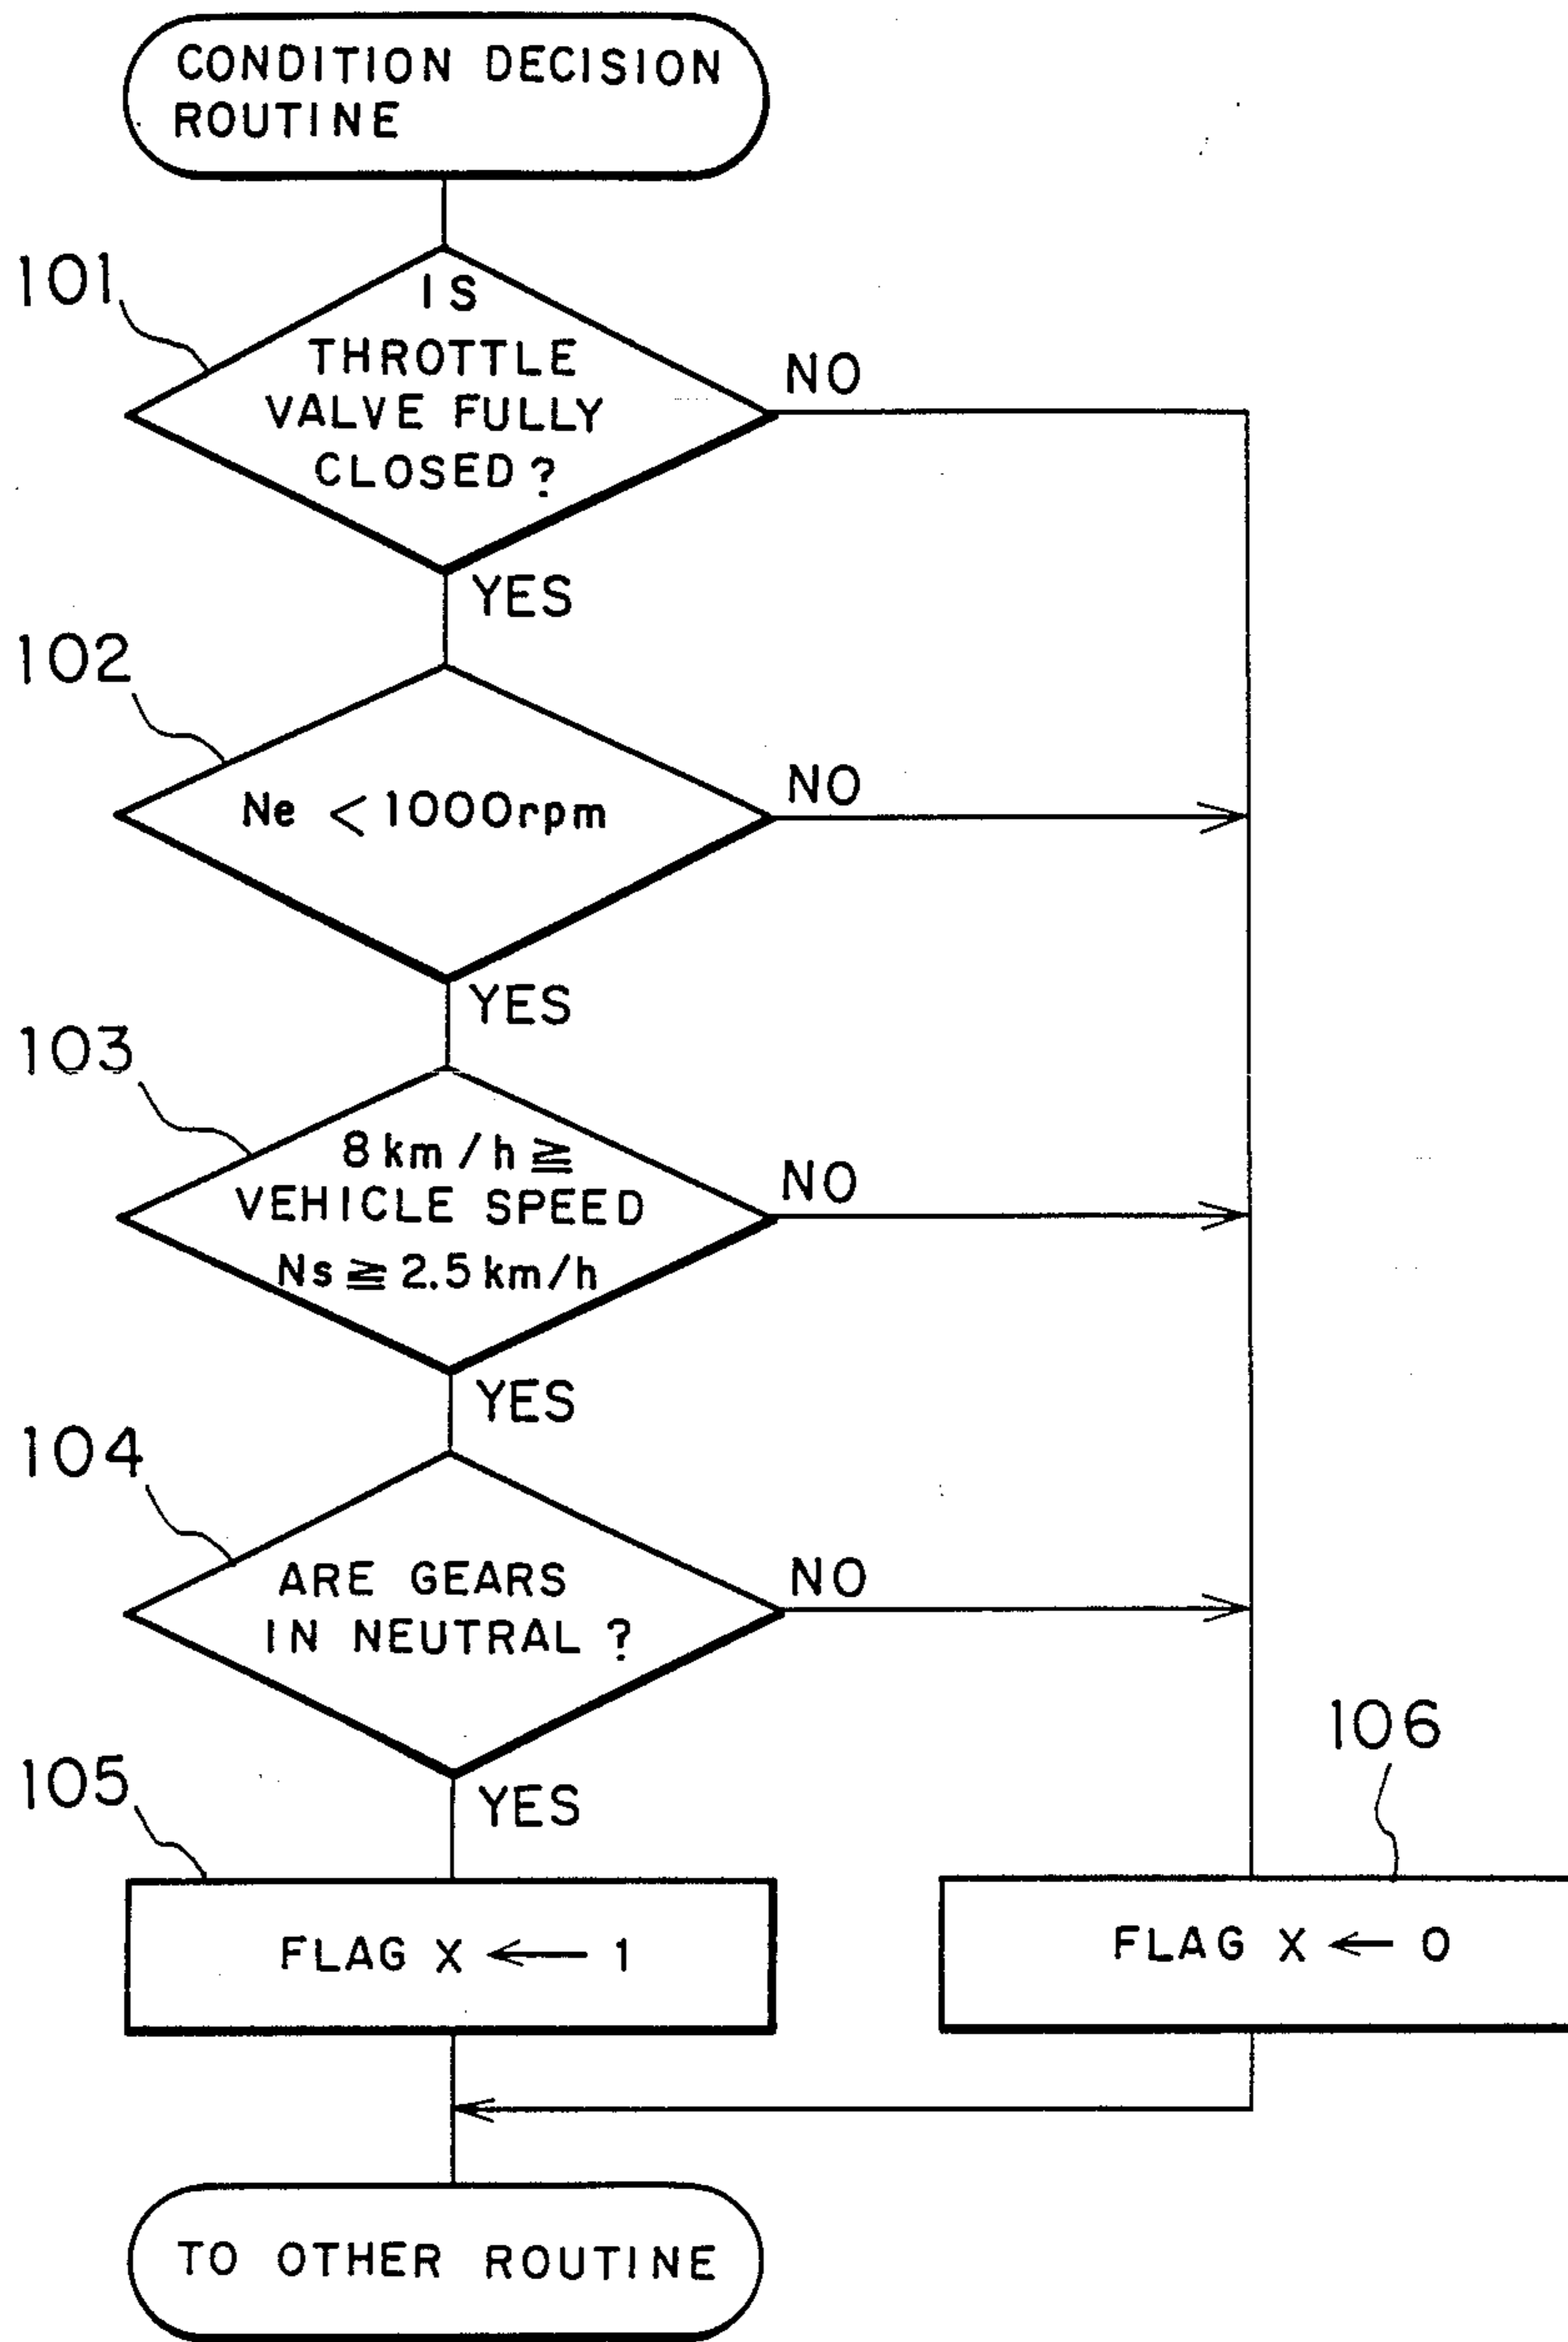 CONDITION DECISION
ROUTINE
101
IS
THROTTLE
VALVE FULLY
CLOSED?
NO
YES
102
Ne < 1000rpm
NO
YES
103
8 km/h ≧
VEHICLE SPEED
Ns ≧ 2.5 km/h
NO
YES
104
ARE GEARS
IN NEUTRAL ?
NO
YES
105
FLAG X ← 1
106
FLAG X ← 0
TO OTHER ROUTINE